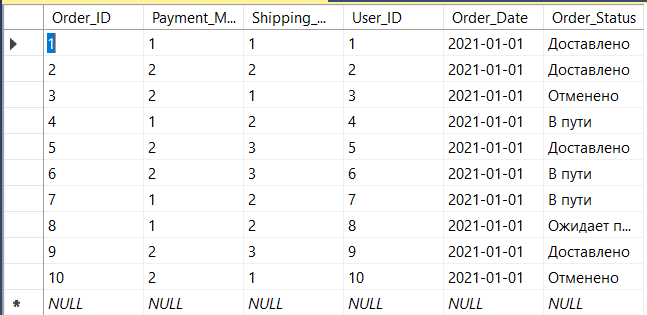 Order_ID Payment_M... Shipping_... User_ID Order_Date Order_Status
1 1 1 1 2021-01-01 Доставлено
2 2 2 2 2021-01-01 Доставлено
3 2 1 3 2021-01-01 Отменено
4 1 2 4 2021-01-01 В пути
5 2 3 5 2021-01-01 Доставлено
6 2 3 6 2021-01-01 В пути
7 1 2 7 2021-01-01 В пути
8 1 2 8 2021-01-01 Ожидает п...
9 2 3 9 2021-01-01 Доставлено
10 2 1 10 2021-01-01 Отменено
* NULL NULL NULL NULL NULL NULL